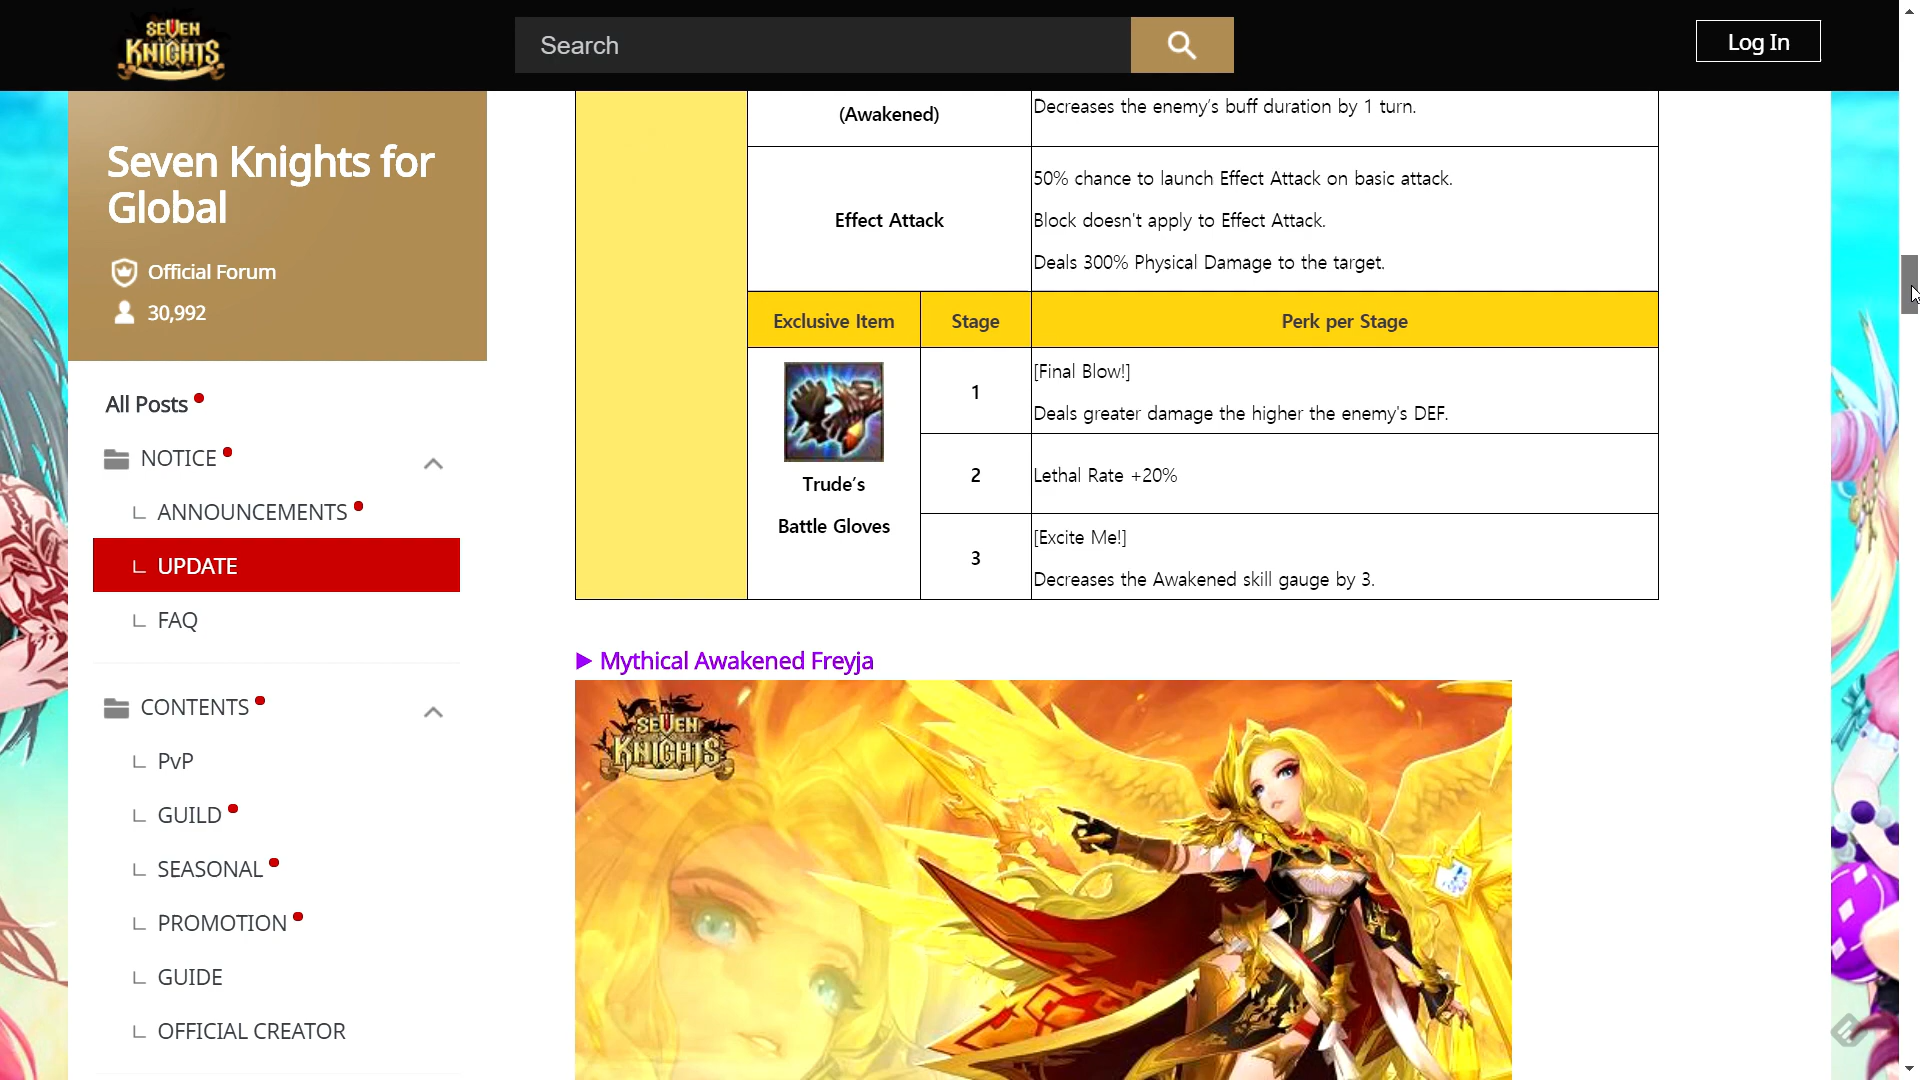 SEVEN
KNIGHTS
Search
Log In
Seven Knights for
Global
Official Forum
30,992
All Posts
NOTICE
ANNOUNCEMENTS
UPDATE
FAQ
CONTENTS
PvP
GUILD
SEASONAL
PROMOTION
GUIDE
OFFICIAL CREATOR
(Awakened)
Decreases the enemy's buff duration by 1 turn.
Effect Attack
50% chance to launch Effect Attack on basic attack.
Block doesn't apply to Effect Attack.
Deals 300% Physical Damage to the target.
Exclusive Item
Stage
Perk per Stage
Trude's
Battle Gloves
1
[Final Blow!]
Deals greater damage the higher the enemy's DEF.
2
Lethal Rate +20%
3
[Excite Me!]
Decreases the Awakened skill gauge by 3.
▶ Mythical Awakened Freyja
SEVEN
KNIGHTS